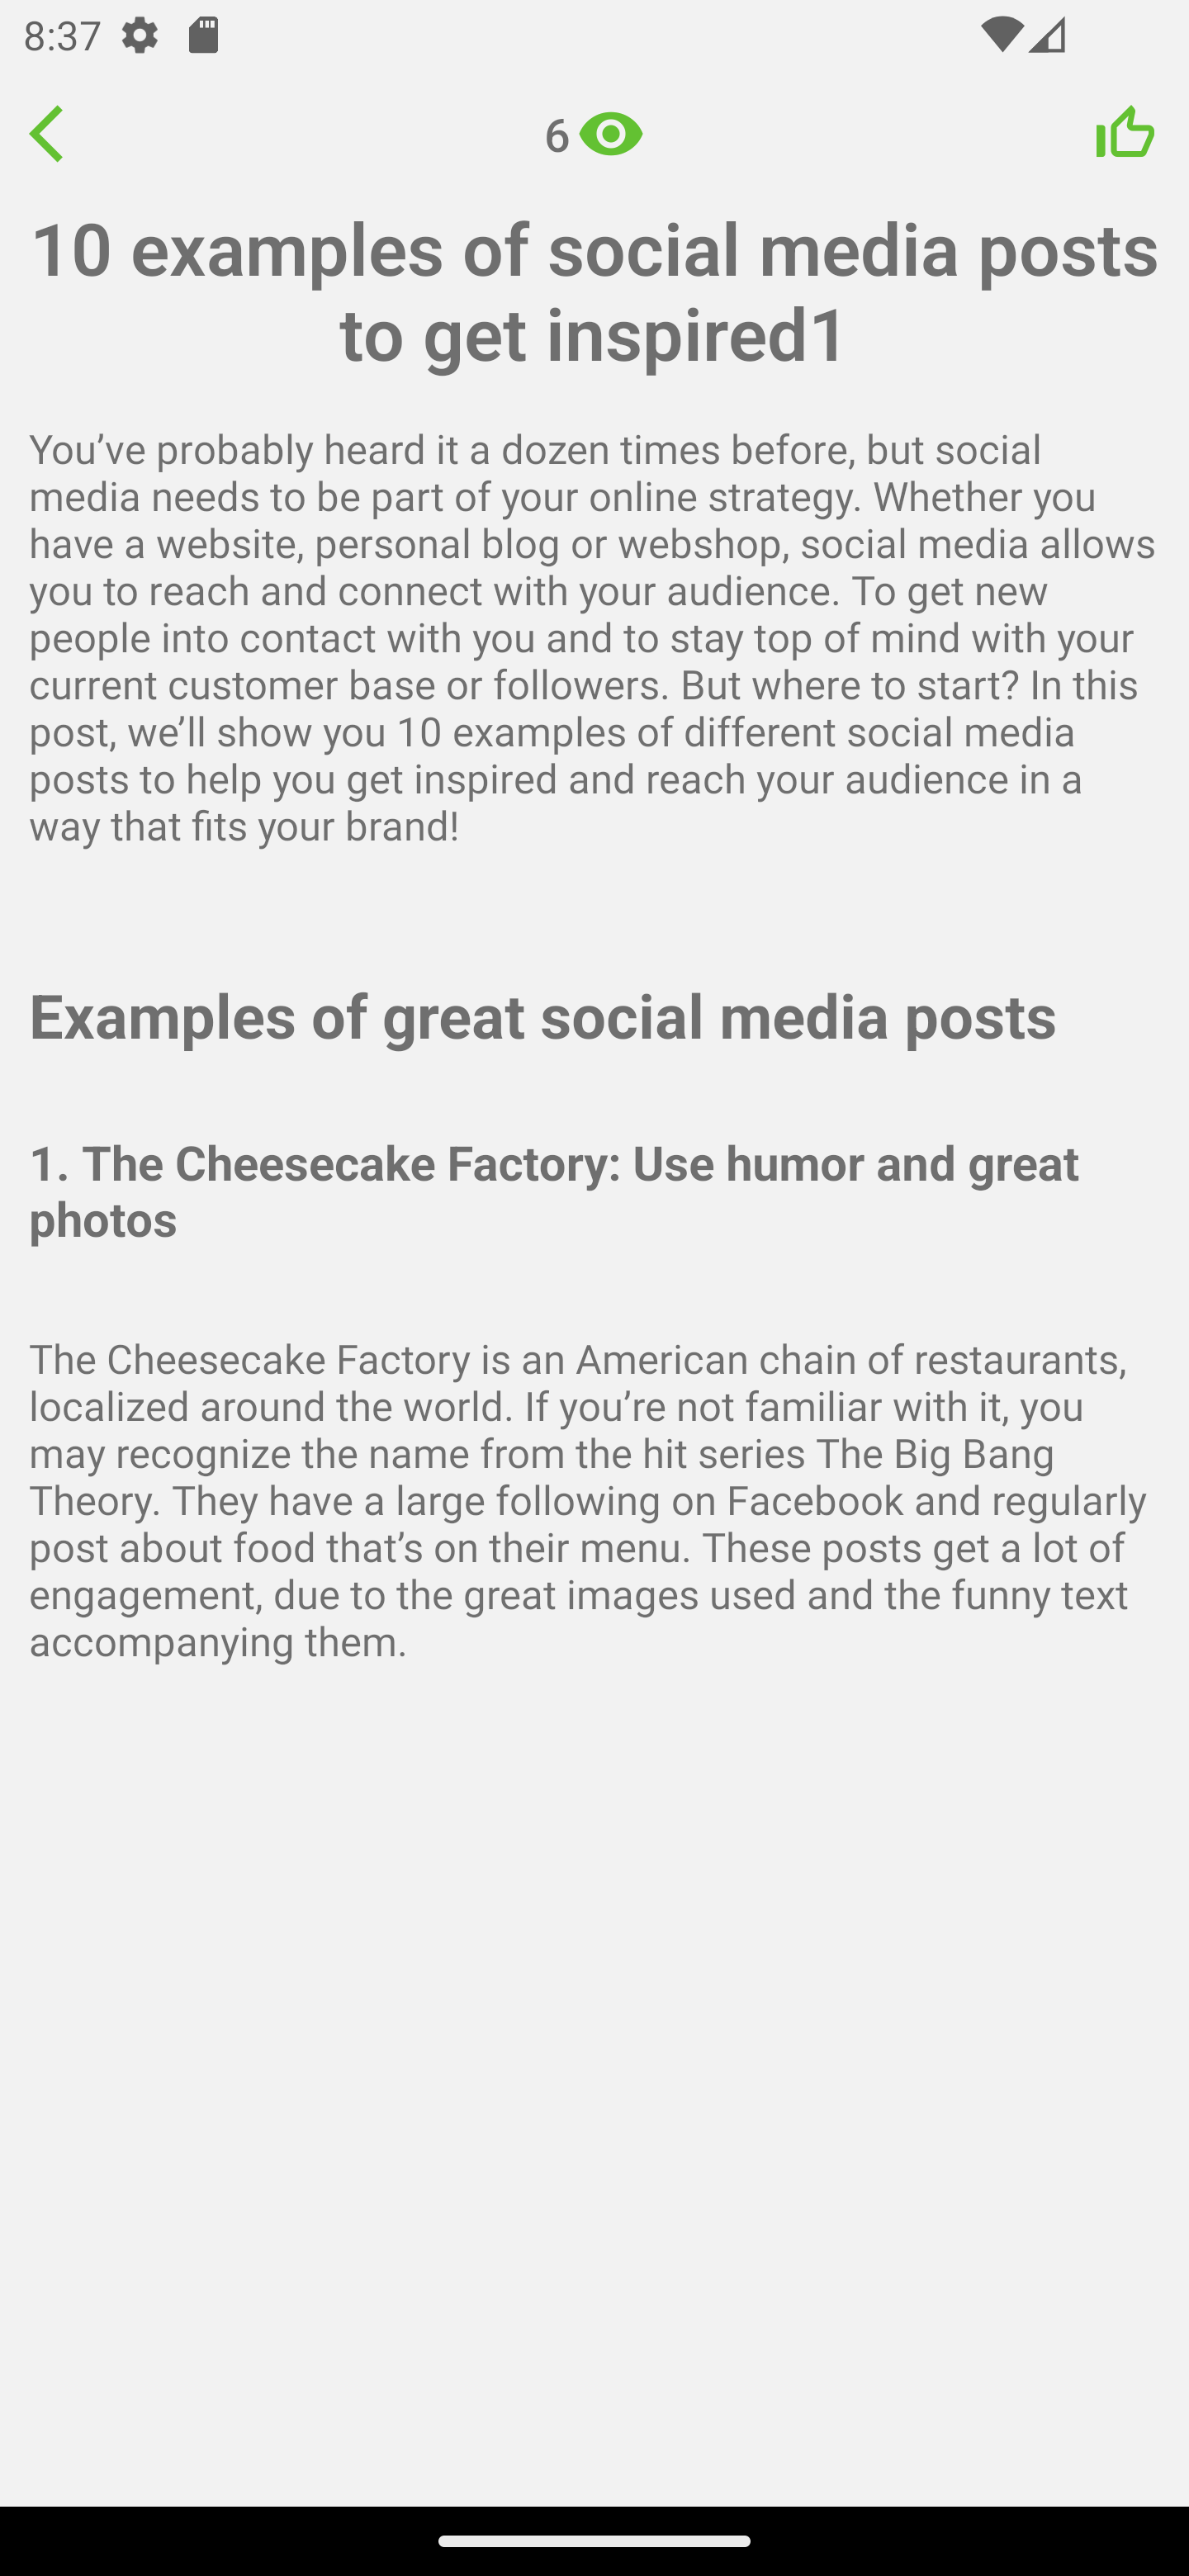 8:37
6
10 examples of social media posts
to get inspired1
You’ve probably heard it a dozen times before, but social
media needs to be part of your online strategy. Whether you
have a website, personal blog or webshop, social media allows
you to reach and connect with your audience. To get new
people into contact with you and to stay top of mind with your
current customer base or followers. But where to start? In this
post, we’ll show you 10 examples of different social media
posts to help you get inspired and reach your audience in a
way that fits your brand!
Examples of great social media posts
1. The Cheesecake Factory: Use humor and great
photos
The Cheesecake Factory is an American chain of restaurants,
localized around the world. If you’re not familiar with it, you
may recognize the name from the hit series The Big Bang
Theory. They have a large following on Facebook and regularly
post about food that’s on their menu. These posts get a lot of
engagement, due to the great images used and the funny text
accompanying them.